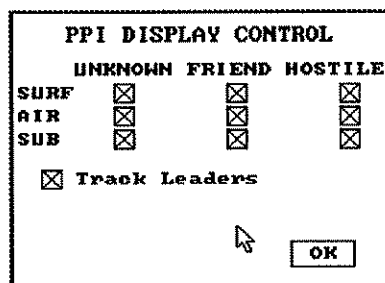 PPI DISPLAY CONTROL
UNKNOWN FRIEND HOSTILE
SURF
AIR
SUB
Track Leaders
OK